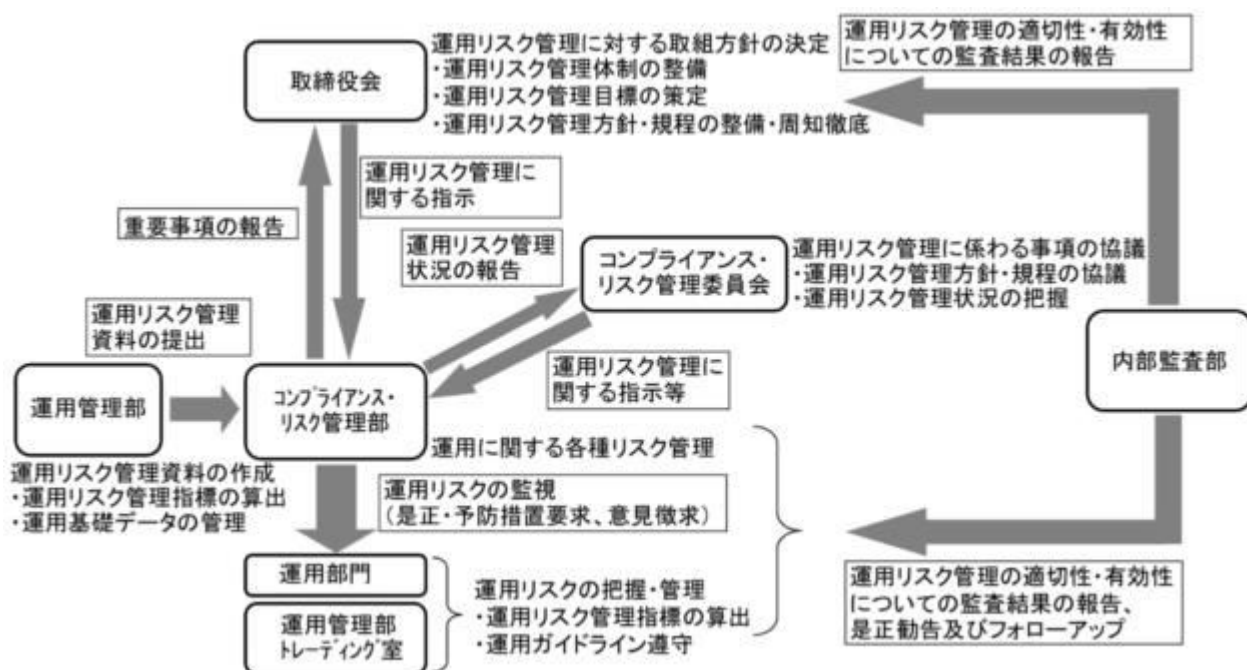 取締役会
運用リスク管理に対する取組方針の決定
・運用リスク管理体制の整備
・運用リスク管理目標の策定
・運用リスク管理方針・規程の整備・周知徹底
運用リスク管理の適切性・有効性
についての監査結果の報告
運用リスク管理に
関する指示
重要事項の報告
運用リスク管理
状況の報告
コンプライアンス・
リスク管理委員会
運用リスク管理に係わる事項の協議
・運用リスク管理方針・規程の協議
・運用リスク管理状況の把握
運用リスク管理
資料の提出
運用リスク管理に
関する指示等
内部監査部
運用管理部
コンプライアンス・
リスク管理部
運用に関する各種リスク管理
運用リスク管理資料の作成
・運用リスク管理指標の算出
・運用基礎データの管理
運用リスクの監視
(是正・予防措置要求、意見徴求)
運用部門
運用管理部
トレーディング室
運用リスクの把握・管理
・運用リスク管理指標の算出
・運用ガイドライン遵守
運用リスク管理の適切性・有効性
についての監査結果の報告、
是正勧告及びフォローアップ